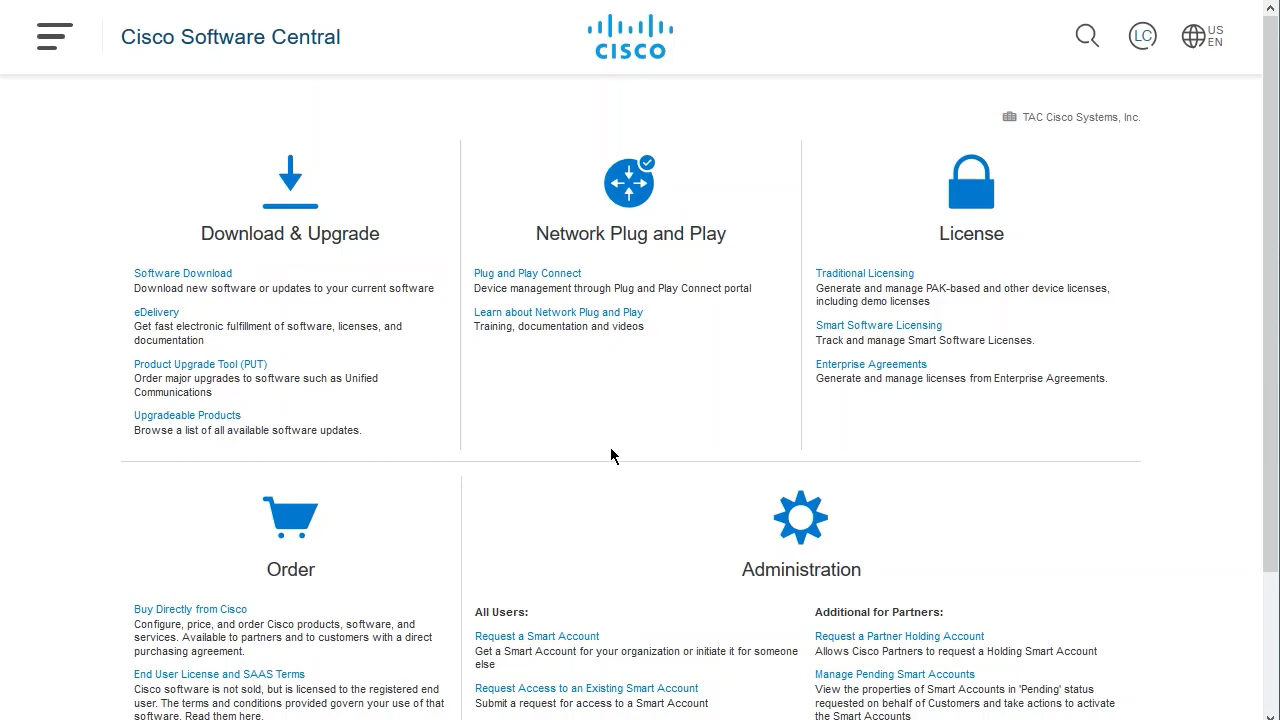 Cisco Software Central
CISCO
LC
US
EN
TAC Cisco Systems, Inc.
Download & Upgrade
Software Download
Download new software or updates to your current software
eDelivery
Get fast electronic fulfillment of software, licenses, and
documentation
Product Upgrade Tool (PUT)
Order major upgrades to software such as Unified
Communications
Upgradeable Products
Browse a list of all available software updates.
Network Plug and Play
Plug and Play Connect
Device management through Plug and Play Connect portal
Learn about Network Plug and Play
Training, documentation and videos
License
Traditional Licensing
Generate and manage PAK-based and other device licenses,
including demo licenses
Smart Software Licensing
Track and manage Smart Software Licenses.
Enterprise Agreements
Generate and manage licenses from Enterprise Agreements.
Order
Buy Directly from Cisco
Configure, price, and order Cisco products, software, and
services. Available to partners and to customers with a direct
purchasing agreement.
End User License and SAAS Terms
Cisco software is not sold, but is licensed to the registered end
user. The terms and conditions provided govern your use of that
software. Read them here.
Administration
All Users:
Request a Smart Account
Get a Smart Account for your organization or initiate it for someone
else
Request Access to an Existing Smart Account
Submit a request for access to a Smart Account
Additional for Partners:
Request a Partner Holding Account
Allows Cisco Partners to request a Holding Smart Account
Manage Pending Smart Accounts
View the properties of Smart Accounts in 'Pending' status
requested on behalf of Customers and take actions to activate
the Smart Accounts